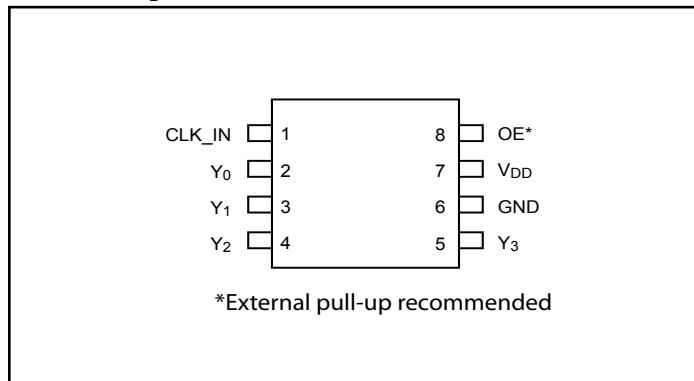 CLK_IN 1 8 OE*
Y0 2 7 VDD
Y1 3 6 GND
Y2 4 5 Y3
*External pull-up recommended